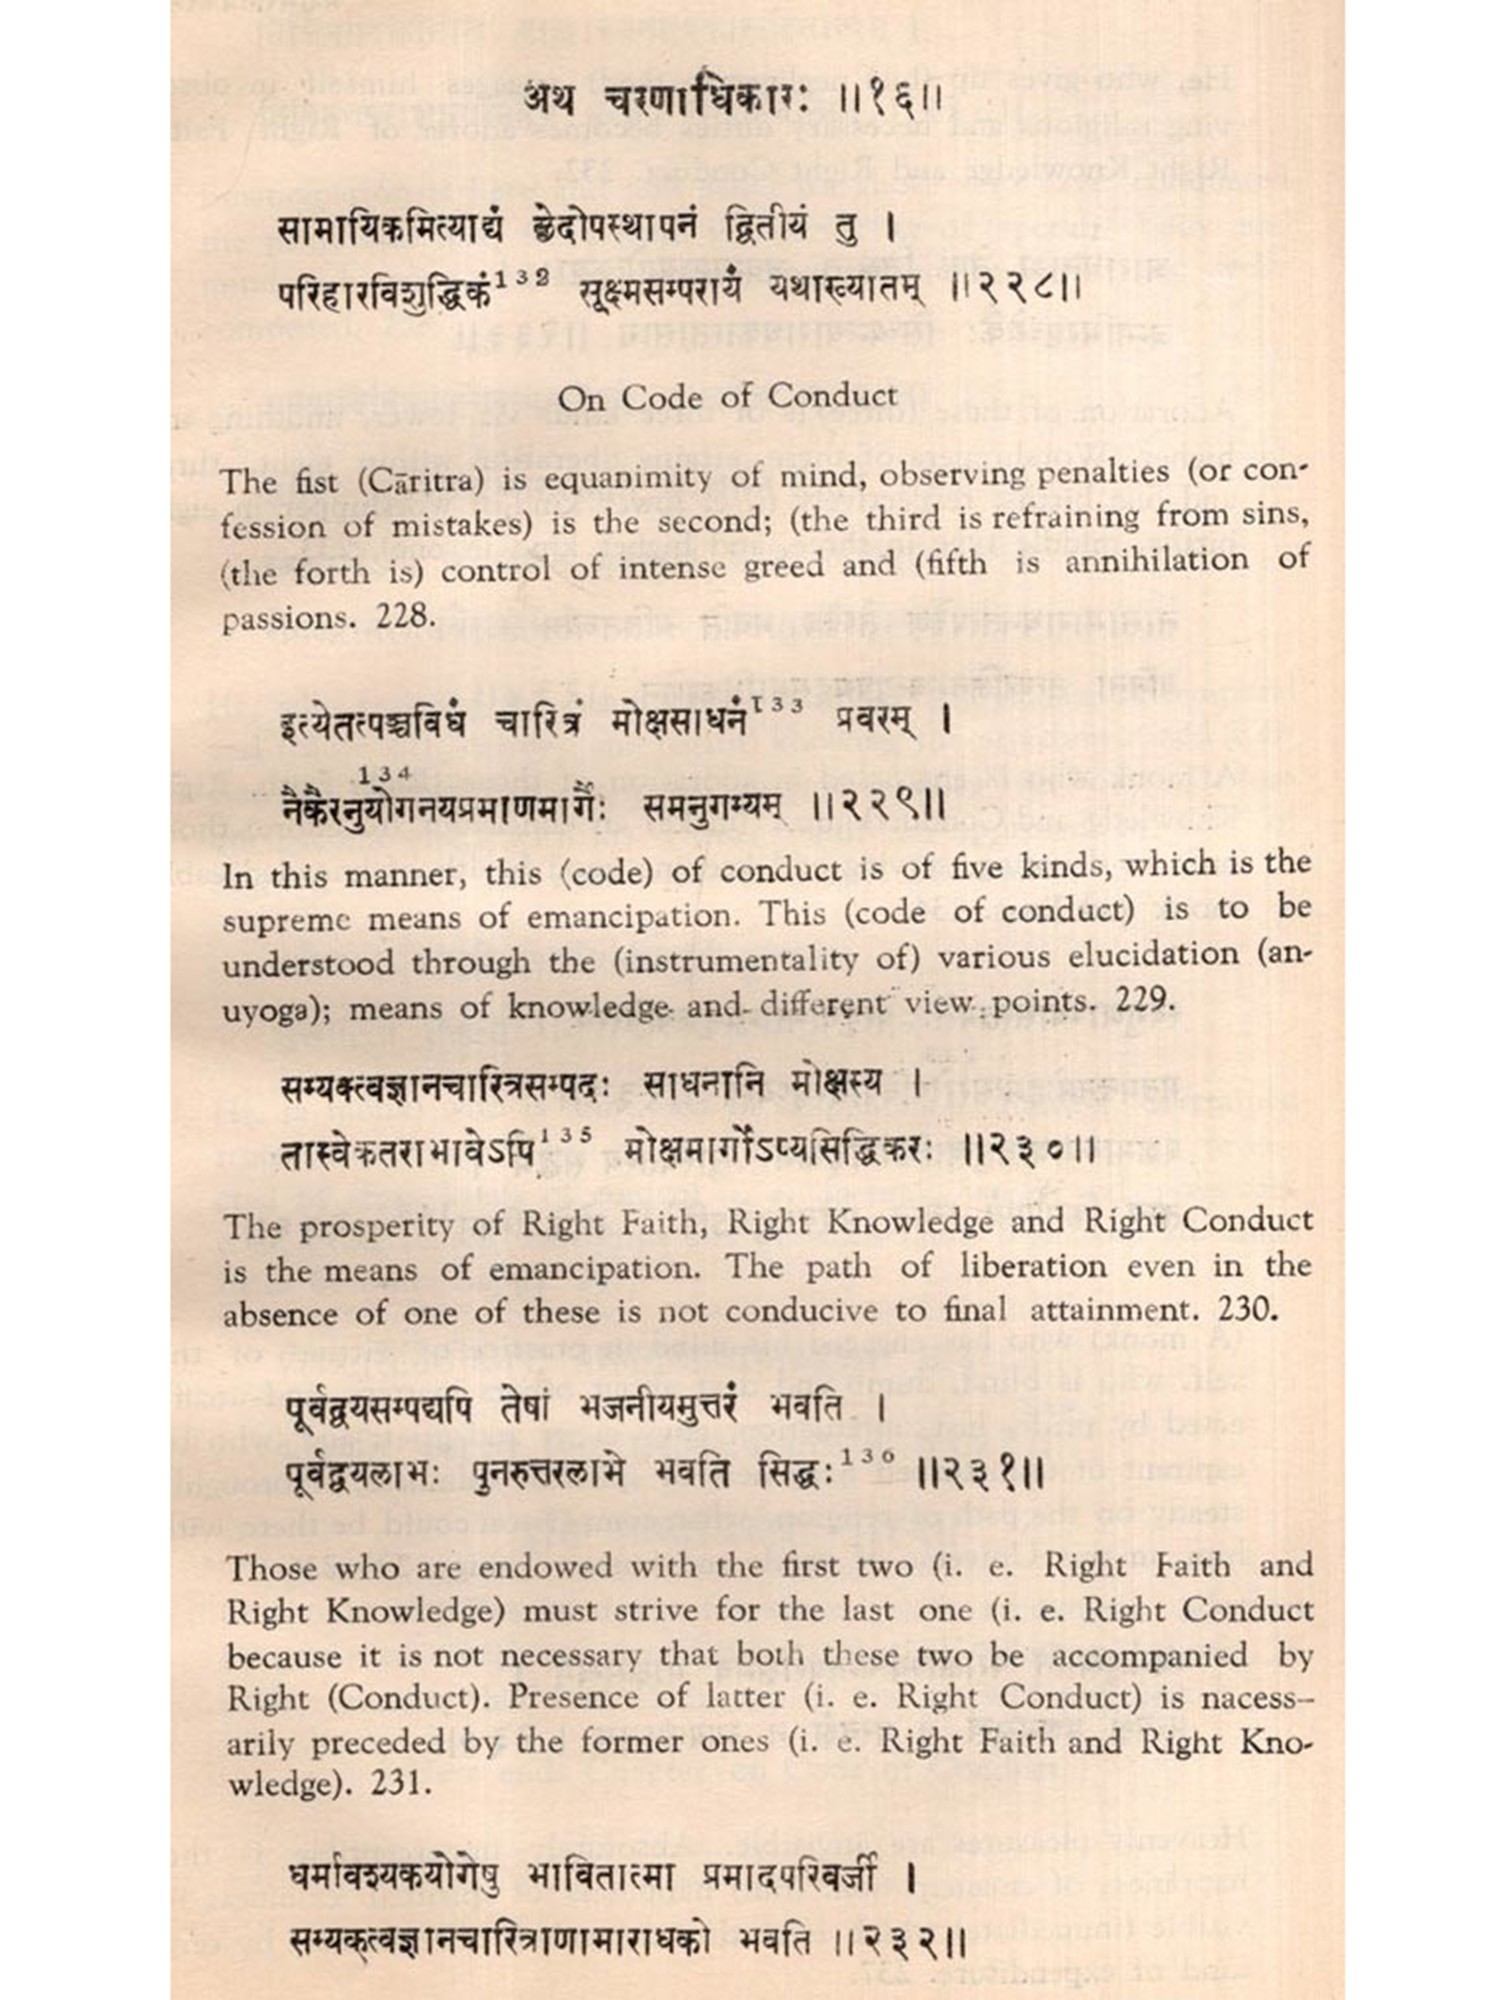 अथ चरणाधिकारः ॥१६॥
सामायिकमित्याद्यं छेदोपस्थापनं द्वितीयं तु ।
परिहारविशुद्धिकं132 सूक्ष्मसम्परायं यथाख्यातम् ॥२२८॥
On Code of Conduct
The fist (Cāritra) is equanimity of mind, observing penalties (or con-
fession of mistakes) is the second; (the third is refraining from sins,
(the forth is) control of intense greed and (fifth is annihilation of
passions. 228.
इत्येतत्पञ्चविधं चारित्रं मोक्षसाधनं133 प्रवरम् ।
134
नैकैरनुयोगनयप्रमाणमार्गैः समनुगम्यम् ॥२२९॥
In this manner, this (code) of conduct is of five kinds, which is the
supreme means of emancipation. This (code of conduct) is to be
understood through the (instrumentality of) various elucidation (an-
uyoga); means of knowledge and different view points. 229.
सम्यक्त्वज्ञानचारित्रसम्पदः साधनानि मोक्षस्य ।
तास्वेकतराभावेऽपि135 मोक्षमार्गोऽप्यसिद्धिकरः ॥२३०॥
The prosperity of Right Faith, Right Knowledge and Right Conduct
is the means of emancipation. The path of liberation even in the
absence of one of these is not conducive to final attainment. 230.
पूर्वद्वयसम्पद्यपि तेषां भजनीयमुत्तरं भवति ।
पूर्वद्वयलाभः पुनरुत्तरलाभे भवति सिद्धः136 ॥२३१॥
Those who are endowed with the first two (i. e. Right Faith and
Right Knowledge) must strive for the last one (i. e. Right Conduct
because it is not necessary that both these two be accompanied by
Right (Conduct). Presence of latter (i. e. Right Conduct) is nacess-
arily preceded by the former ones (i. e. Right Faith and Right Kno-
wledge). 231.
धर्मावश्यकयोगेषु भावितात्मा प्रमादपरिवर्जी ।
सम्यक्त्वज्ञानचारित्राणामाराधको भवति ॥२३२॥